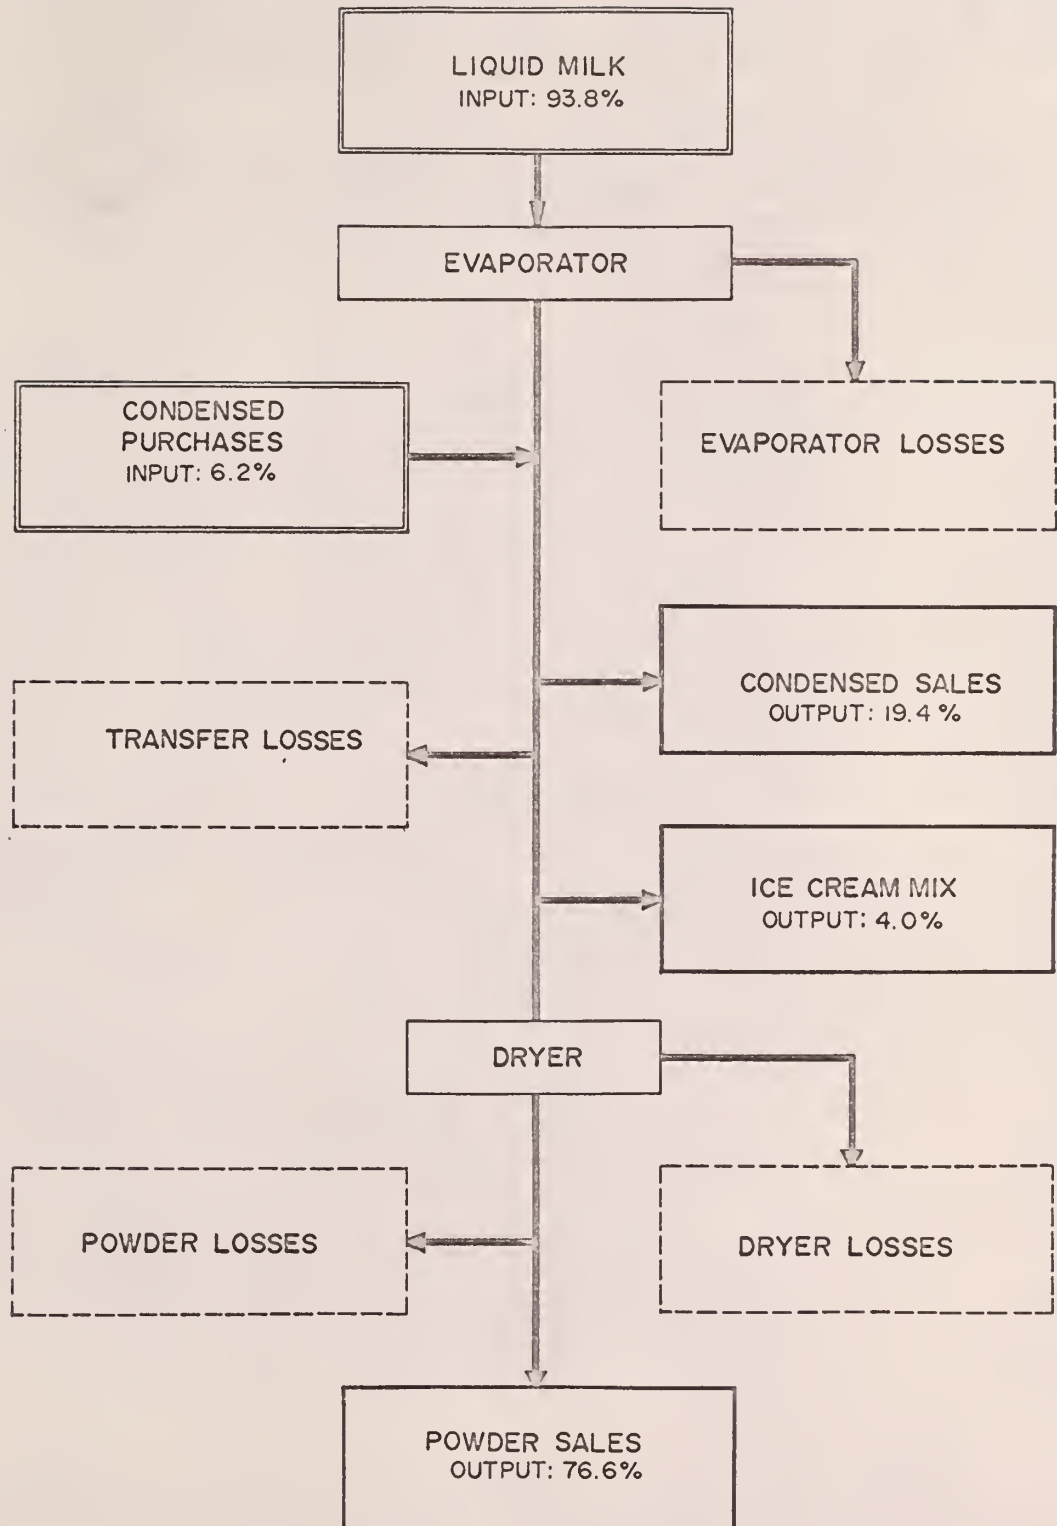 LIQUID MILK
INPUT: 93.8%
EVAPORATOR
CONDENSED
PURCHASES
INPUT: 6.2%
EVAPORATOR LOSSES
CONDENSED SALES
OUTPUT: 19.4%
TRANSFER LOSSES
ICE CREAM MIX
OUTPUT: 4.0%
DRYER
POWDER LOSSES
DRYER LOSSES
POWDER SALES
OUTPUT: 76.6%